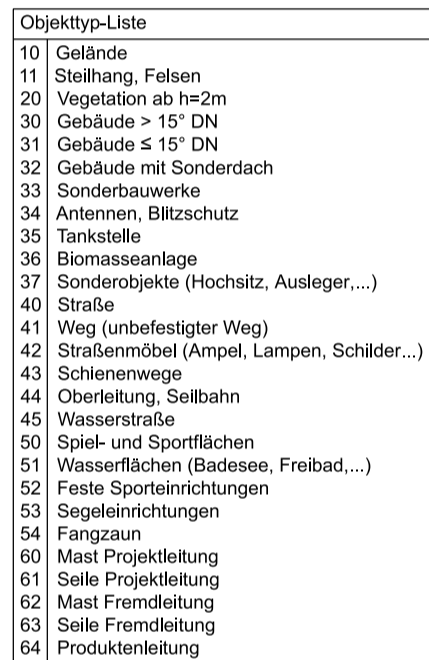 Objekttyp-Liste
10 Gelände
11 Steilhang, Felsen
20 Vegetation ab h=2m
30 Gebäude > 15° DN
31 Gebäude ≤ 15° DN
32 Gebäude mit Sonderdach
33 Sonderbauwerke
34 Antennen, Blitzschutz
35 Tankstelle
36 Biomasseanlage
37 Sonderobjekte (Hochsitz, Ausleger,...)
40 Straße
41 Weg (unbefestigter Weg)
42 Straßenmöbel (Ampel, Lampen, Schilder...)
43 Schienenwege
44 Oberleitung, Seilbahn
45 Wasserstraße
50 Spiel- und Sportflächen
51 Wasserflächen (Badesee, Freibad,...)
52 Feste Sporteinrichtungen
53 Segeleinrichtungen
54 Fangzaun
60 Mast Projektleitung
61 Seile Projektleitung
62 Mast Fremdleitung
63 Seile Fremdleitung
64 Produktenleitung